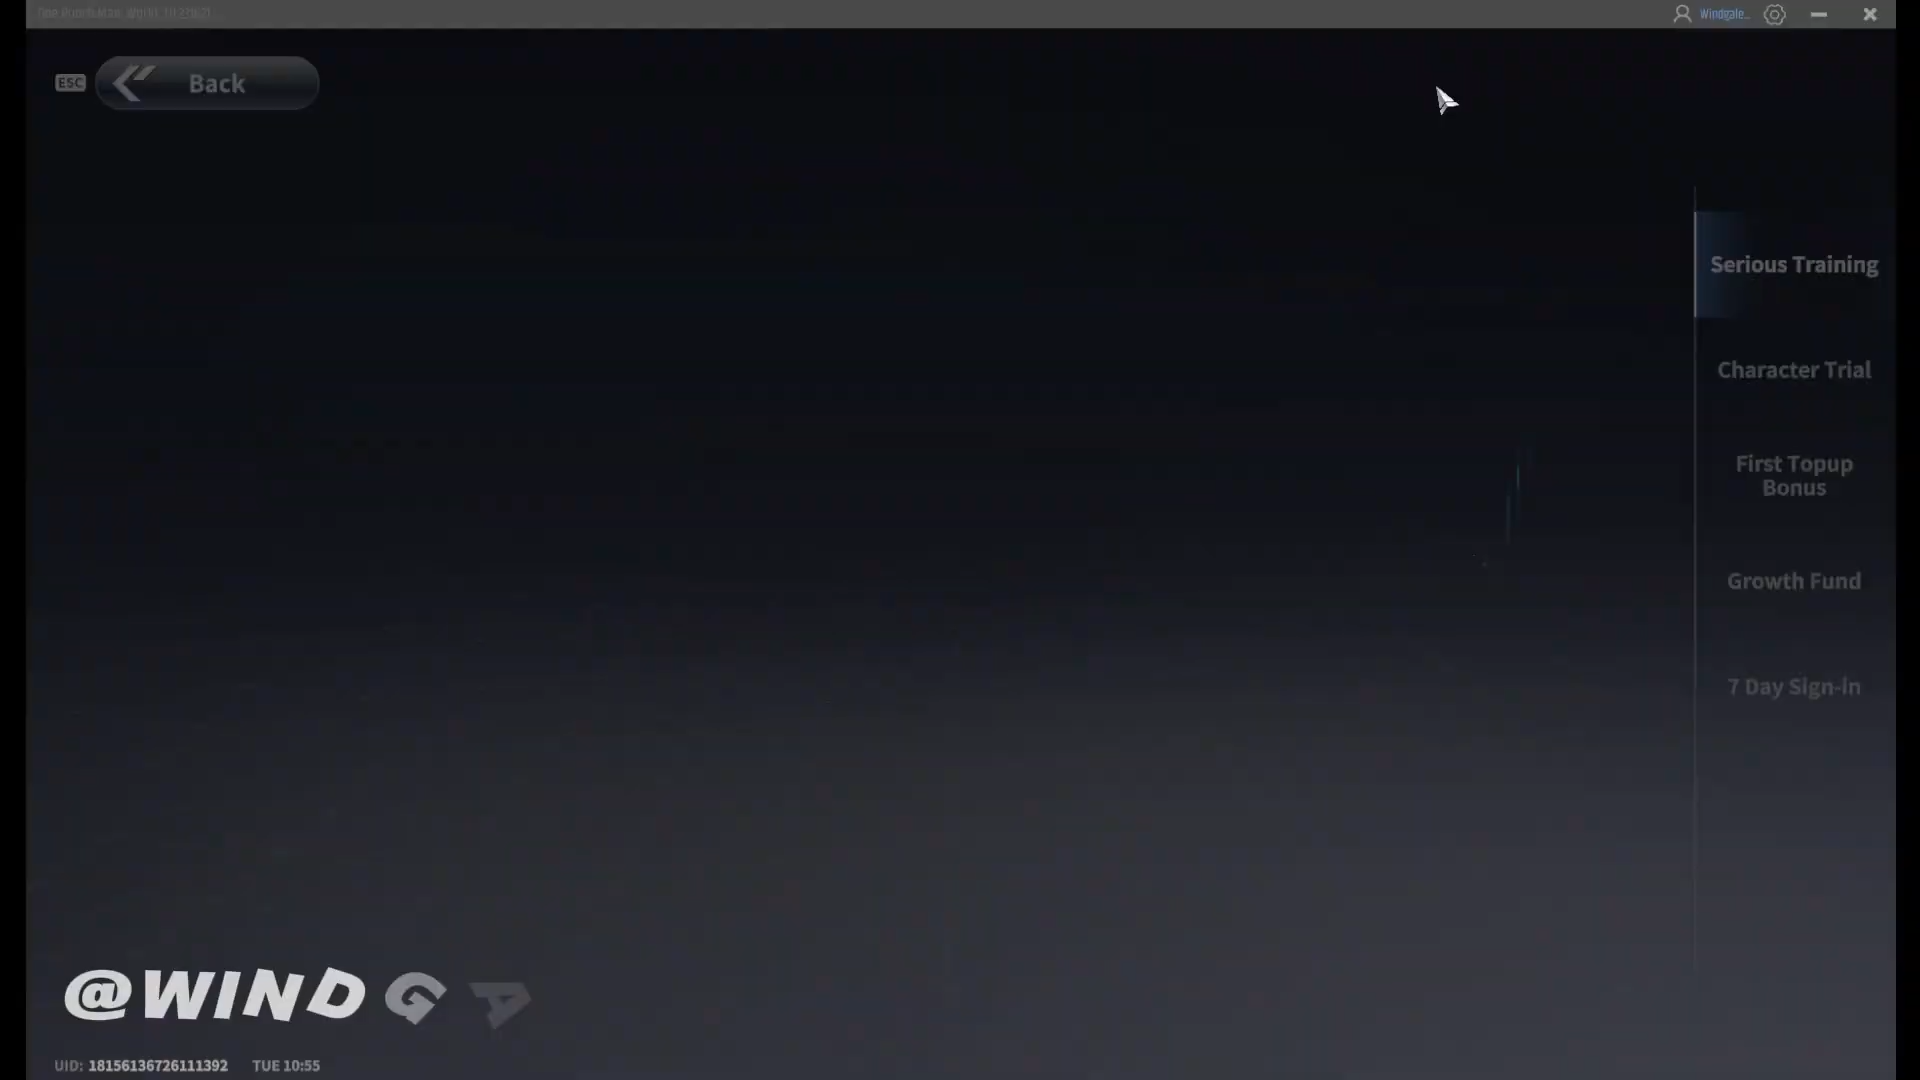 Windgale..
ESC
Back
Serious Training
Character Trial
First Topup
Bonus
Growth Fund
7 Day Sign-in
@WINDGA
UID: 18156136726111392 TUE 10:55